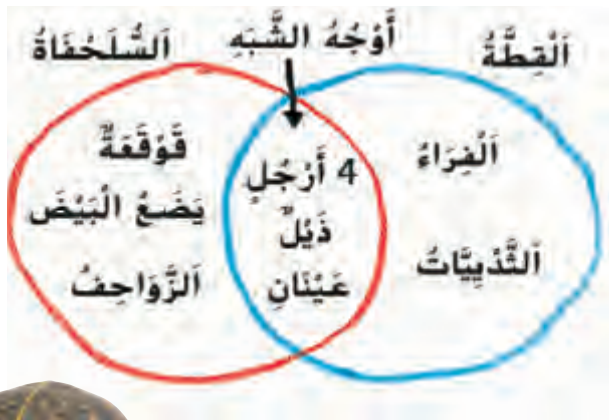 اَلْقِطَّةُ
أَوْجُهُ الشَّبَهِ
اَلسُّلَحْفَاةُ
اَلْفِرَاءُ
اَلثَّدْيِيَّاتُ
4 أَرْجُلٍ
ذَيْلٌ
عَيْنَانِ
قَوْقَعَةٌ
يَضَعُ الْبَيْضَ
اَلزَّوَاحِفُ